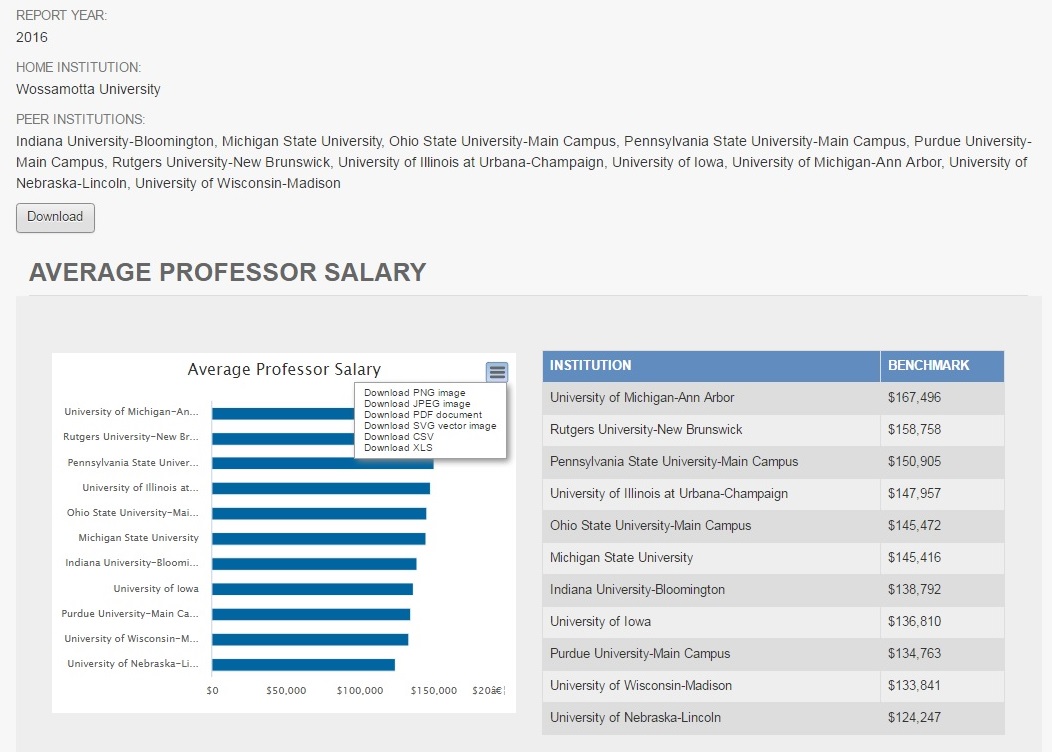 REPORT YEAR:
2016
HOME INSTITUTION:
Wossamotta University
PEER INSTITUTIONS:
Indiana University-Bloomington, Michigan State University, Ohio State University-Main Campus, Pennsylvania State University-Main Campus, Purdue University-
Main Campus, Rutgers University-New Brunswick, University of Illinois at Urbana-Champaign, University of Iowa, University of Michigan-Ann Arbor, University of
Nebraska-Lincoln, University of Wisconsin-Madison
Download
AVERAGE PROFESSOR SALARY
Average Professor Salary
Download PNG image
Download JPEG image
Download PDF document
Download SVG vector image
Download CSV
Download XLS
University of Michigan-An...
Rutgers University-New Br...
Pennsylvania State Univer...
University of Illinois at...
Ohio State University-Mai...
Michigan State University
Indiana University-Bloomi...
University of Iowa
Purdue University-Main Ca...
University of Wisconsin-M...
University of Nebraska-Li...
$0 $50,000 $100,000 $150,000 $20â€¦
INSTITUTION BENCHMARK
University of Michigan-Ann Arbor $167,496
Rutgers University-New Brunswick $158,758
Pennsylvania State University-Main Campus $150,905
University of Illinois at Urbana-Champaign $147,957
Ohio State University-Main Campus $145,472
Michigan State University $145,416
Indiana University-Bloomington $138,792
University of Iowa $136,810
Purdue University-Main Campus $134,763
University of Wisconsin-Madison $133,841
University of Nebraska-Lincoln $124,247